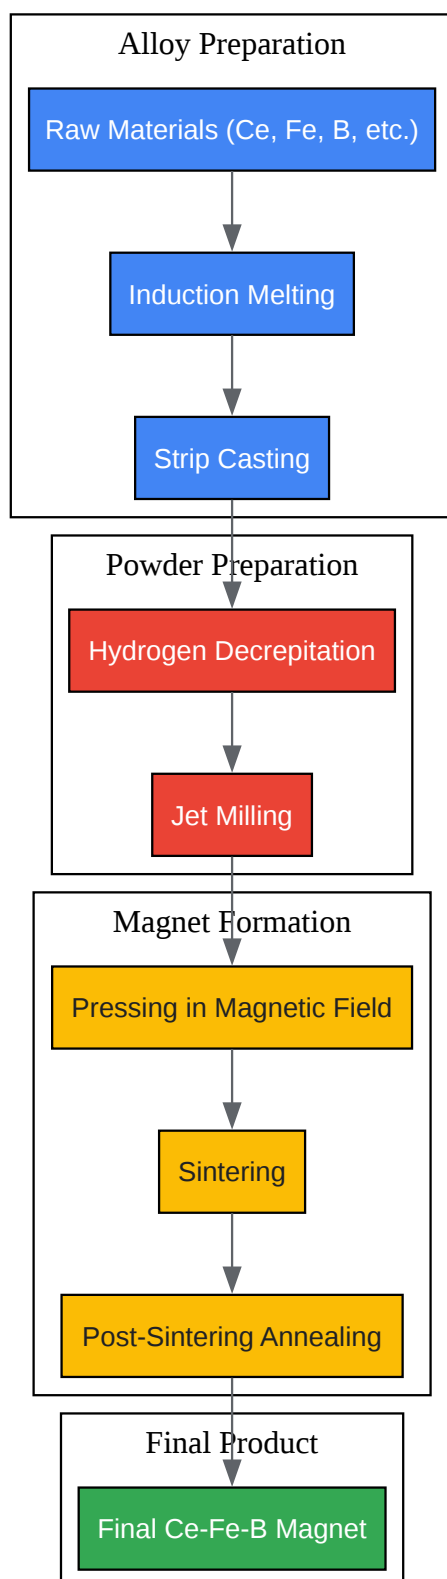 Alloy Preparation
Raw Materials (Ce, Fe, B, etc.)
Induction Melting
Strip Casting
Powder Preparation
Hydrogen Decrepitation
Jet Milling
Magnet Formation
Pressing in Magnetic Field
Sintering
Post-Sintering Annealing
Final Product
Final Ce-Fe-B Magnet